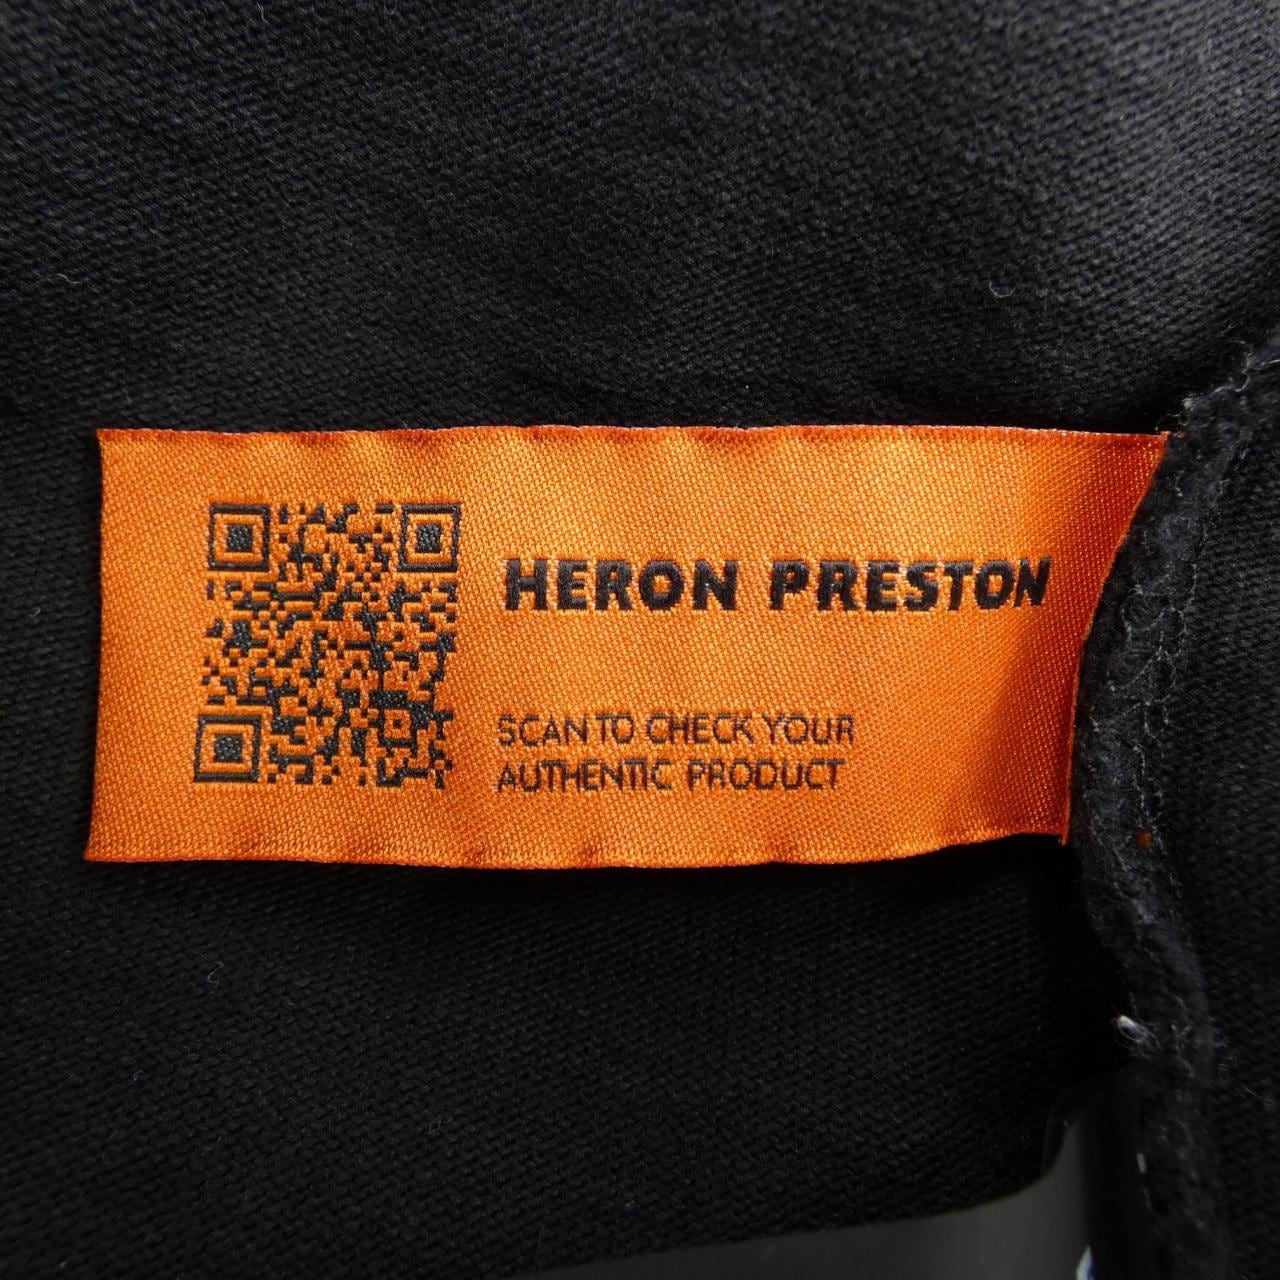 HERON PRESTON
SCAN TO CHECK YOUR
AUTHENTIC PRODUCT